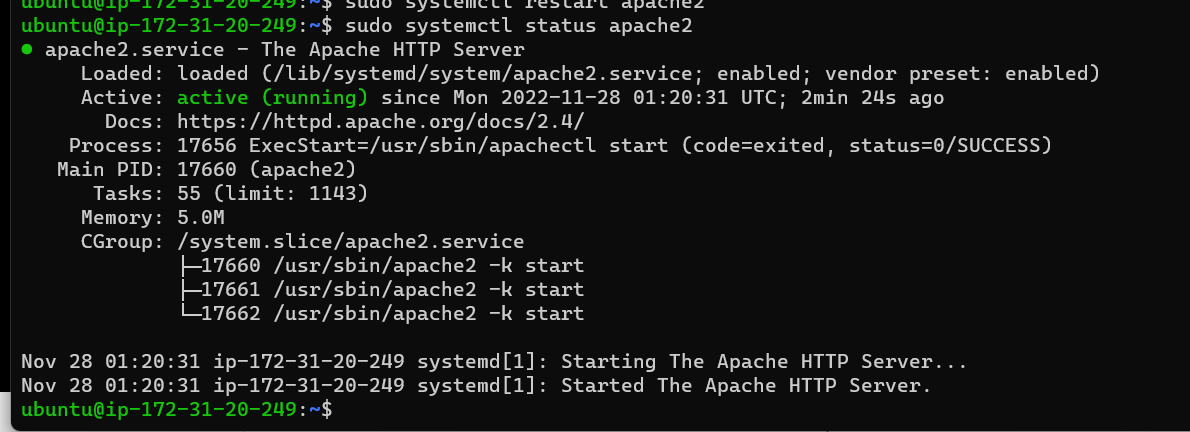 ubuntu@ip-172-31-20-249:~$ sudo systemctl restart apache2
ubuntu@ip-172-31-20-249:~$ sudo systemctl status apache2
● apache2.service - The Apache HTTP Server
     Loaded: loaded (/lib/systemd/system/apache2.service; enabled; vendor preset: enabled)
     Active: active (running) since Mon 2022-11-28 01:20:31 UTC; 2min 24s ago
       Docs: https://httpd.apache.org/docs/2.4/
    Process: 17656 ExecStart=/usr/sbin/apachectl start (code=exited, status=0/SUCCESS)
   Main PID: 17660 (apache2)
      Tasks: 55 (limit: 1143)
     Memory: 5.0M
     CGroup: /system.slice/apache2.service
             ├─17660 /usr/sbin/apache2 -k start
             ├─17661 /usr/sbin/apache2 -k start
             └─17662 /usr/sbin/apache2 -k start
Nov 28 01:20:31 ip-172-31-20-249 systemd[1]: Starting The Apache HTTP Server...
Nov 28 01:20:31 ip-172-31-20-249 systemd[1]: Started The Apache HTTP Server.
ubuntu@ip-172-31-20-249:~$